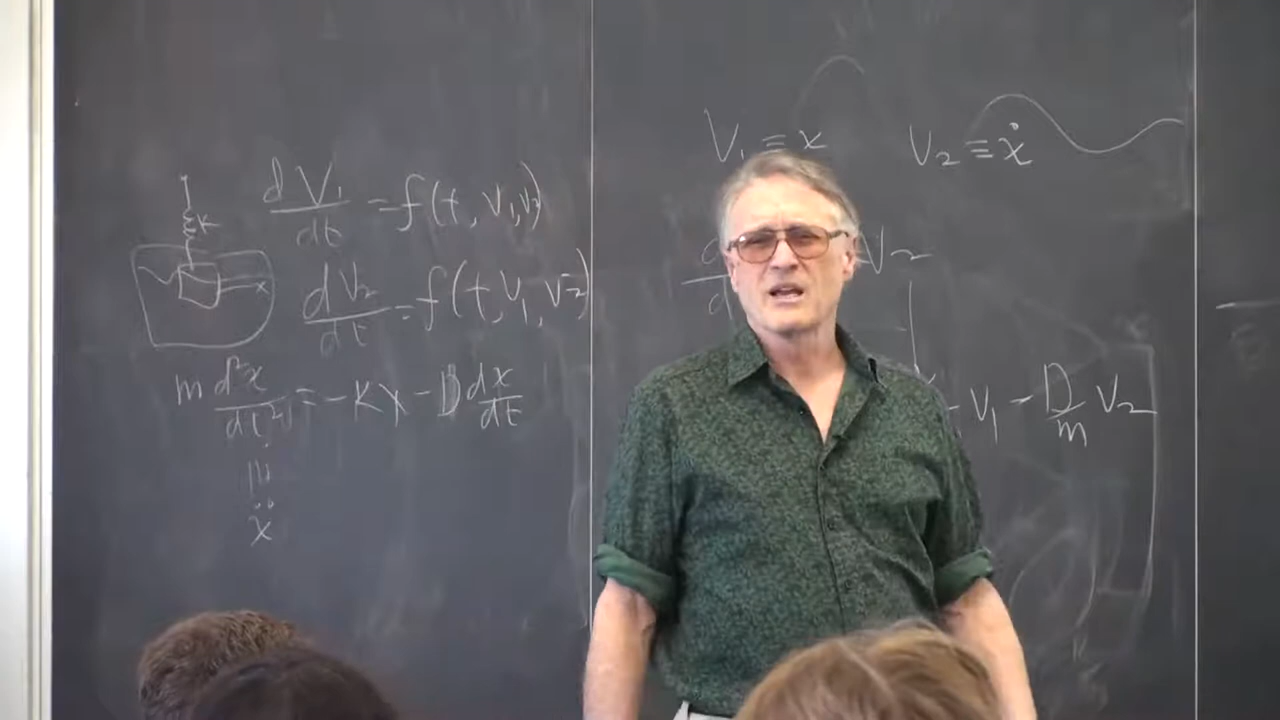 K
dV₁/dt = f(t, V₁, V₂)
dV₂/dt = f(t, V₁, V₂)
m d²x/dt² = -Kx - D dx/dt
ẍ
V₁ ≡ x
V₂ ≡ ẋ
d V₂
d
- V₁ - D/m V₂